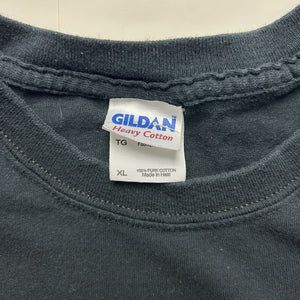 GILDAN
Heavy Cotton
TG
XL
100% PURE COTTON
Made in Haiti